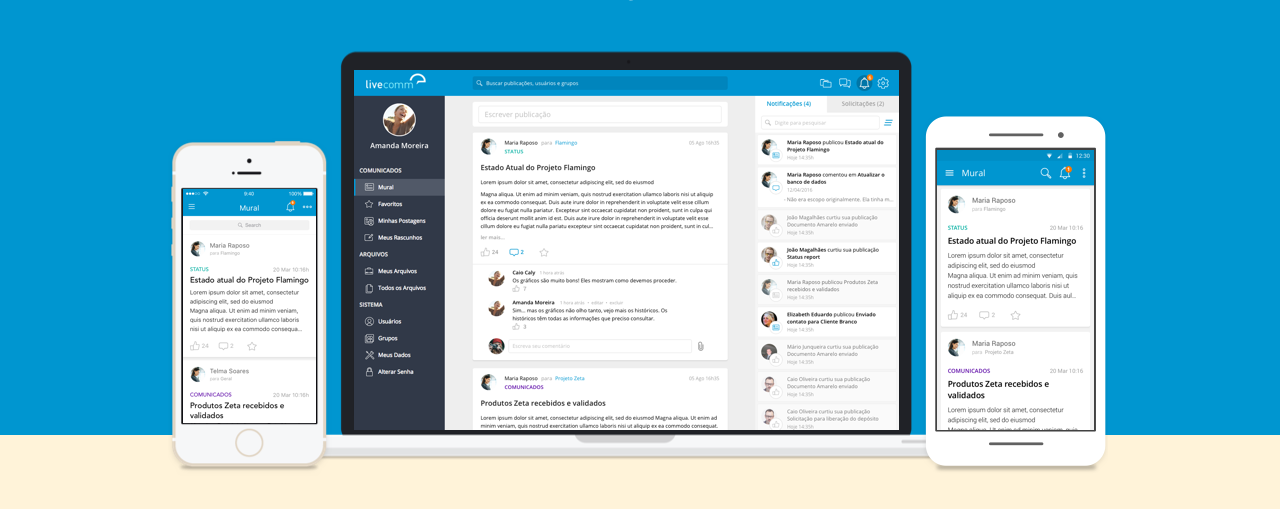 9:40
100%
Mural
Search
Maria Raposo
para Flamingo
STATUS
20 Mar 10:16h
Estado atual do Projeto Flamingo
Lorem ipsum dolor sit amet, consectetur
adipiscing elit, sed do eiusmod
Magna aliqua. Ut enim ad minim veniam,
quis nostrud exercitation ullamco laboris
nisi ut aliquip ex ea commodo consequa...
24
2
Telma Soares
para Geral
COMUNICADOS
20 Mar 10:16h
Produtos Zeta recebidos e
validados
livecomm
Buscar publicações, usuários e grupos
6
Amanda Moreira
COMUNICADOS
Mural
Favoritos
Minhas Postagens
Meus Rascunhos
ARQUIVOS
Meus Arquivos
Todos os Arquivos
SISTEMA
Usuários
Grupos
Meus Dados
Alterar Senha
Escrever publicação
Maria Raposo para Flamingo
05 Ago 16h35
STATUS
Estado Atual do Projeto Flamingo
Lorem ipsum dolor sit amet, consectetur adipiscing elit, sed do eiusmod
Magna aliqua. Ut enim ad minim veniam, quis nostrud exercitation ullamco laboris nisi ut aliquip
ex ea commodo consequat. Duis aute irure dolor in reprehenderit in voluptate velit esse cillum
dolore eu fugiat nulla pariatur. Excepteur sint occaecat cupidatat non proident, sunt in culpa qui
officia deserunt mollit anim id est laborum. Duis aute irure dolor in reprehenderit in voluptate
velit esse cillum dolore eu fugiat nulla pariatur excepteur sint occaecat cupidatat non proident, sunt in cul...
ler mais...
24
2
Caio Caly 1 hora atrás
Os gráficos são muito bons! Eles mostram como devemos proceder.
7
Amanda Moreira 1 hora atrás • editar • excluir
Sim... mas os gráficos não olho tanto, vejo mais os históricos. Os
históricos têm todas as informações que preciso consultar.
3
Escreva seu comentário
Maria Raposo para Projeto Zeta
05 Ago 16h35
COMUNICADOS
Produtos Zeta recebidos e validados
Lorem ipsum dolor sit amet, consectetur adipiscing elit, sed do eiusmod Magna aliqua. Ut enim ad
minim veniam, quis nostrud exercitation ullamco laboris nisi ut aliquip ex ea commodo consequat.
Notificações (4)
Solicitações (2)
Digite para pesquisar
Maria Raposo publicou Estado atual do
Projeto Flamingo
Hoje 14:35h
Maria Raposo comentou em Atualizar o
banco de dados
12/04/2016
- Não era escopo originalmente. Ela tinha m...
João Magalhães curtiu sua publicação
Documento Amarelo enviado
Hoje 14:35h
João Magalhães curtiu sua publicação
Status report
Hoje 14:35h
Maria Raposo publicou Produtos Zeta
recebidos e validados
Hoje 14:35h
Elizabeth Eduardo publicou Enviado
contato para Cliente Branco
Hoje 14:35h
Mário Junqueira curtiu sua publicação
Documento Amarelo enviado
Hoje 14:35h
Caio Oliveira curtiu sua publicação
Documento Amarelo enviado
Hoje 14:35h
Caio Oliveira curtiu sua publicação
Solicitação para liberação do depósito
Hoje 14:35h
12:30
Mural
Maria Raposo
para Flamingo
STATUS
20 Mar 10:16
Estado atual do Projeto Flamingo
Lorem ipsum dolor sit amet, consectetur
adipiscing elit, sed do eiusmod
Magna aliqua. Ut enim ad minim veniam, quis
nostrud exercitation ullamco laboris nisi ut
aliquip ex ea commodo consequat. Duis aul...
24
2
Maria Raposo
para Projeto Zeta
COMUNICADOS
20 Mar 10:16
Produtos Zeta recebidos e
validados
Lorem ipsum dolor sit amet, consectetur
adipiscing elit, sed do eiusmod
Magna aliqua. Ut enim ad minim veniam, quis